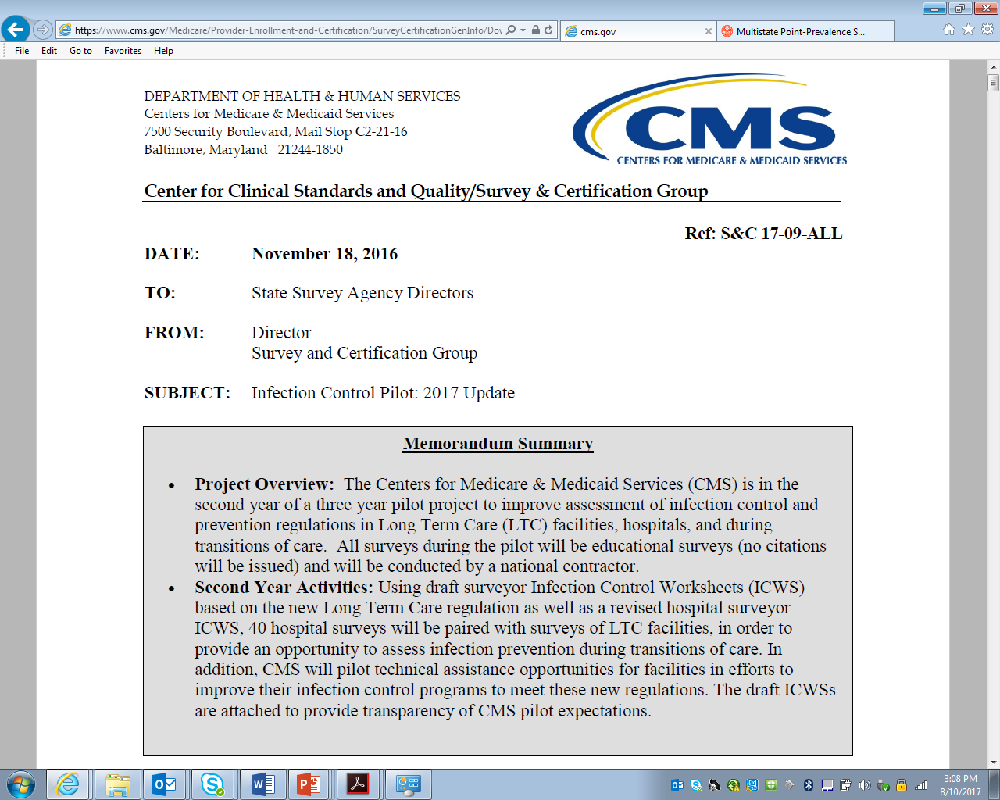 https://www.cms.gov/Medicare/Provider-Enrollment-and-Certification/SurveyCertificationGenInfo/Dov
cms.gov
Multistate Point-Prevalence S...
File Edit Go to Favorites Help
DEPARTMENT OF HEALTH & HUMAN SERVICES
Centers for Medicare & Medicaid Services
7500 Security Boulevard, Mail Stop C2-21-16
Baltimore, Maryland 21244-1850
CMS
CENTERS FOR MEDICARE & MEDICAID SERVICES
Center for Clinical Standards and Quality/Survey & Certification Group
Ref: S&C 17-09-ALL
DATE: November 18, 2016
TO: State Survey Agency Directors
FROM: Director
Survey and Certification Group
SUBJECT: Infection Control Pilot: 2017 Update
Memorandum Summary
• Project Overview: The Centers for Medicare & Medicaid Services (CMS) is in the
second year of a three year pilot project to improve assessment of infection control and
prevention regulations in Long Term Care (LTC) facilities, hospitals, and during
transitions of care. All surveys during the pilot will be educational surveys (no citations
will be issued) and will be conducted by a national contractor.
• Second Year Activities: Using draft surveyor Infection Control Worksheets (ICWS)
based on the new Long Term Care regulation as well as a revised hospital surveyor
ICWS, 40 hospital surveys will be paired with surveys of LTC facilities, in order to
provide an opportunity to assess infection prevention during transitions of care. In
addition, CMS will pilot technical assistance opportunities for facilities in efforts to
improve their infection control programs to meet these new regulations. The draft ICWSs
are attached to provide transparency of CMS pilot expectations.
3:08 PM
8/10/2017